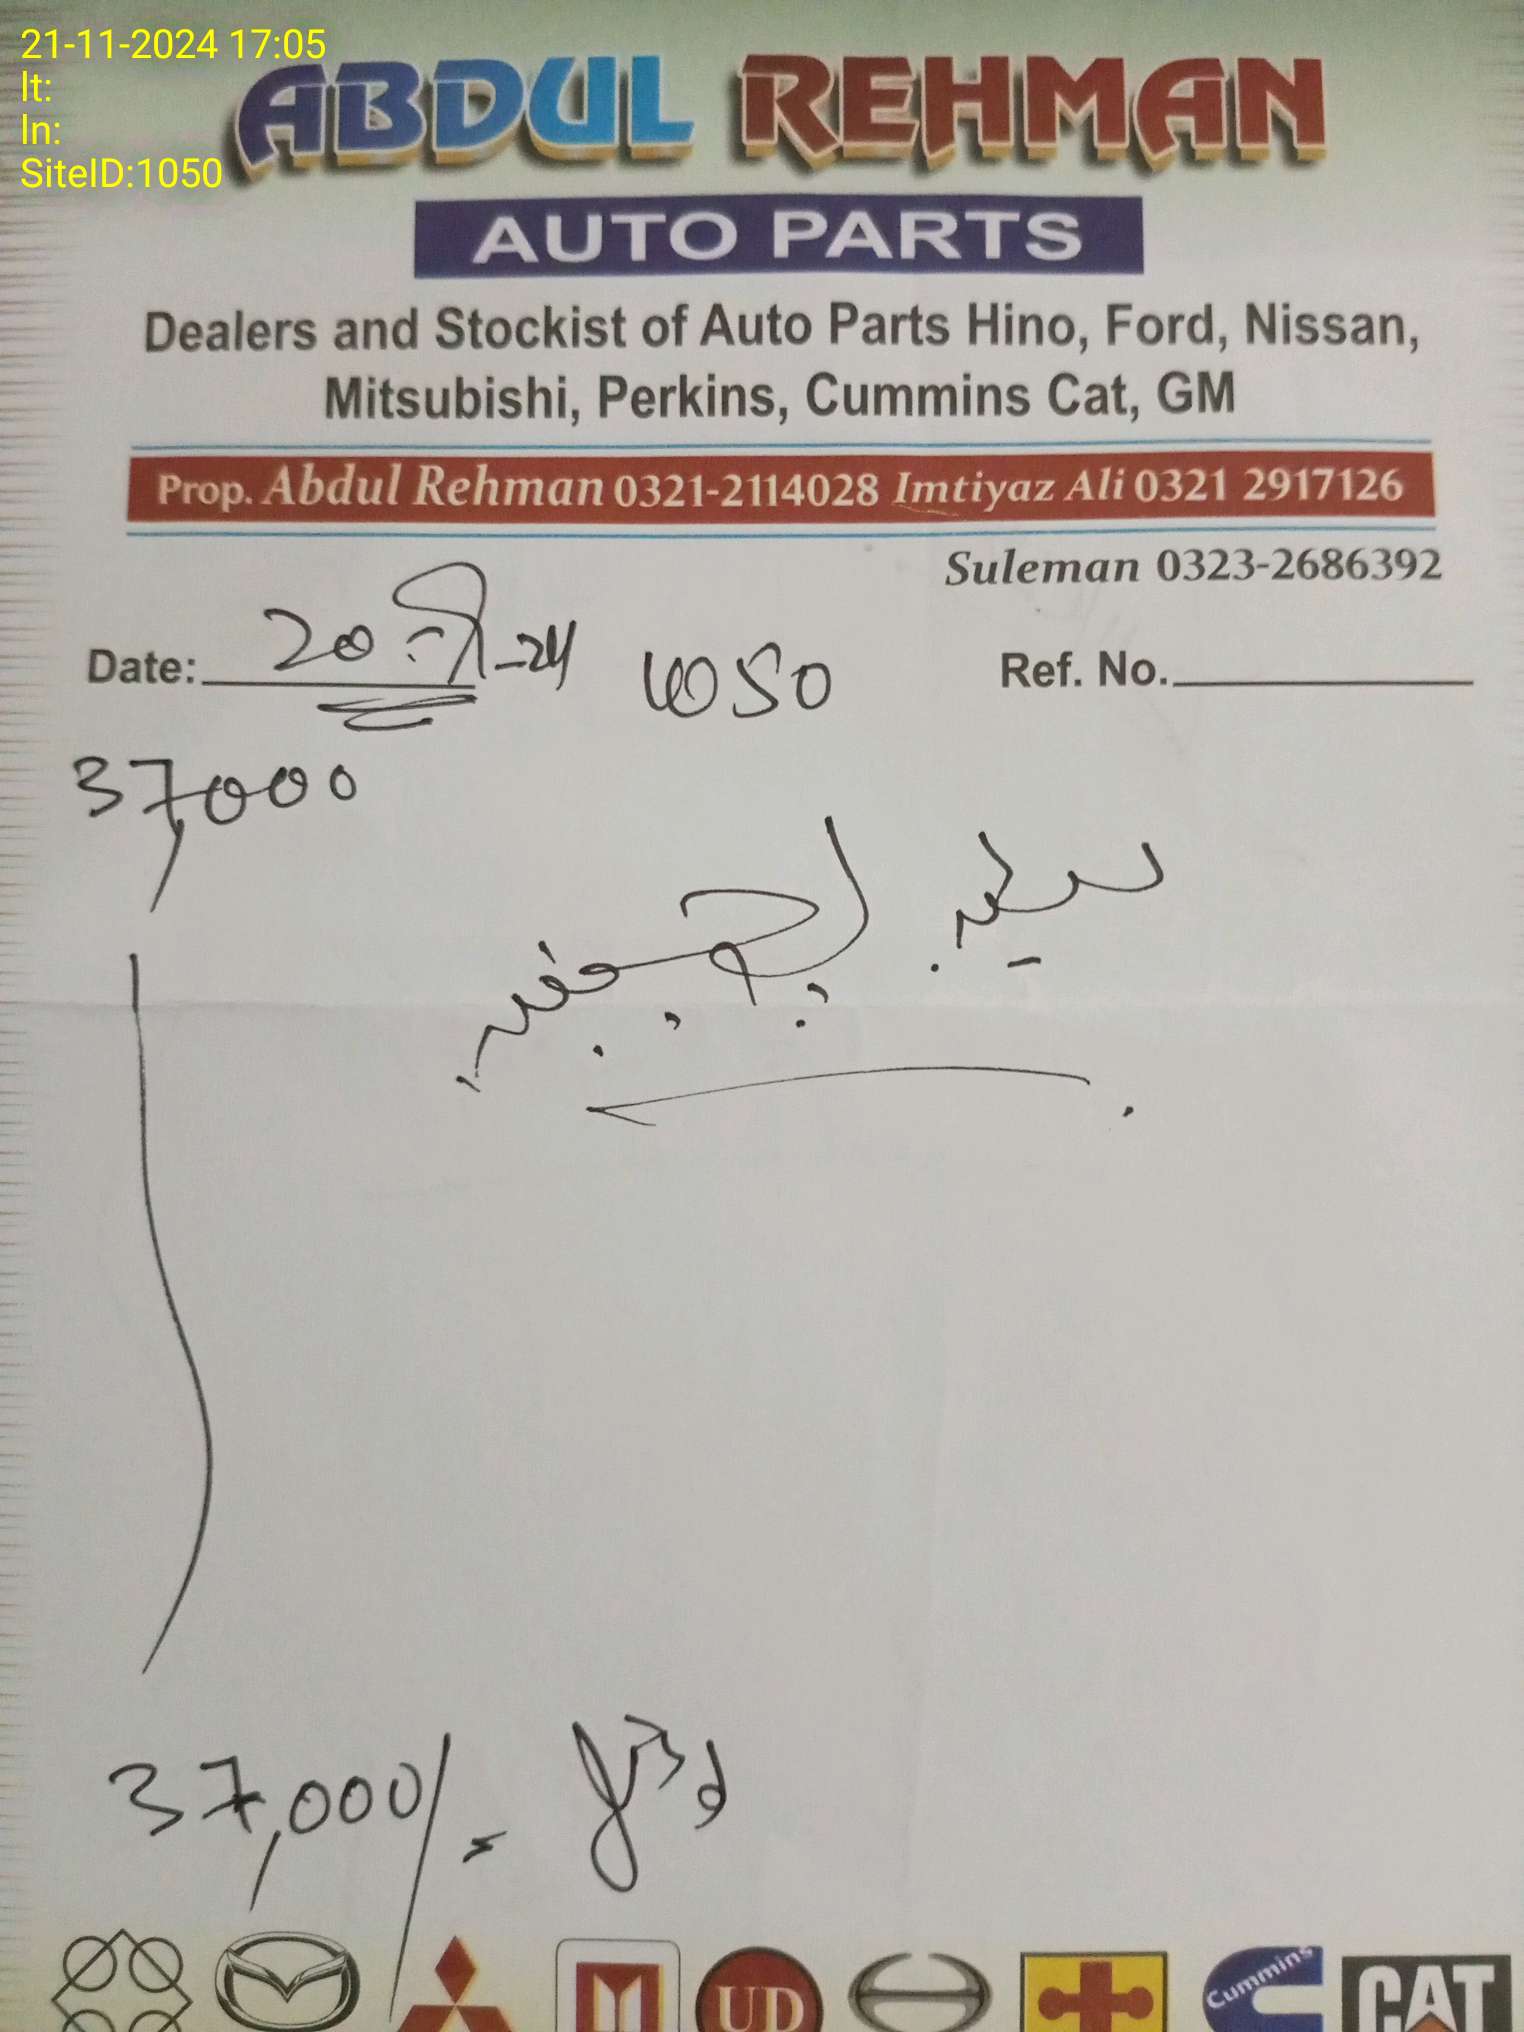 21-11-2024 17:05
lt:
ln:
SiteID:1050
ABDUL REHMAN
AUTO PARTS
Dealers and Stockist of Auto Parts Hino, Ford, Nissan,
Mitsubishi, Perkins, Cummins Cat, GM
Prop. Abdul Rehman 0321-2114028 Imtiyaz Ali 0321 2917126
Suleman 0323-2686392
Date: 20- -24 1050 Ref. No.
37,000
37,000/=
UD Cummins CAT